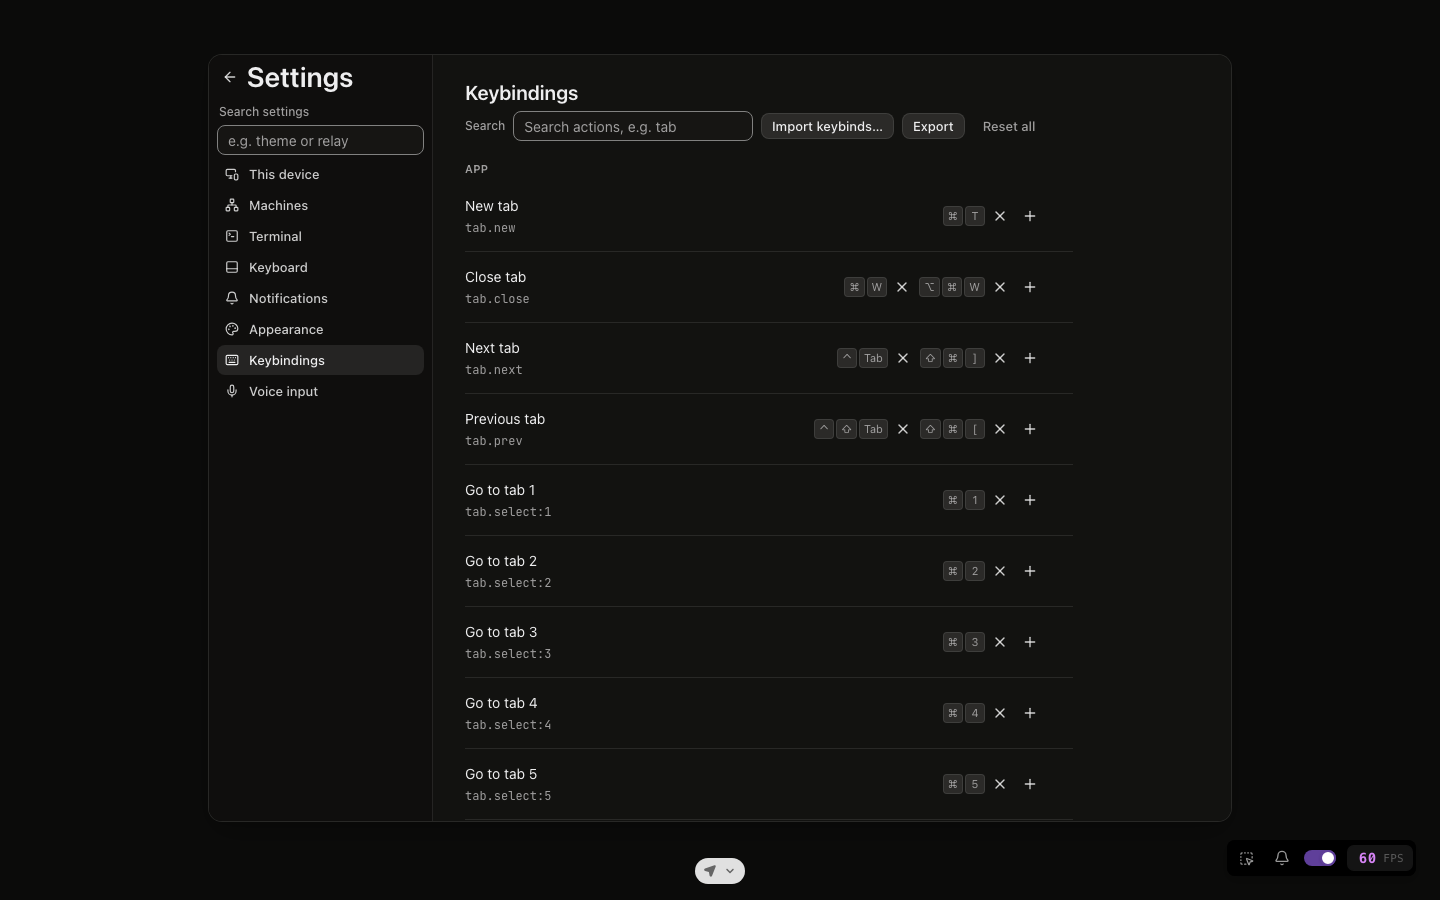 Settings
Search settings
e.g. theme or relay
This device
Machines
Terminal
Keyboard
Notifications
Appearance
Keybindings
Voice input
Keybindings
Search Search actions, e.g. tab Import keybinds... Export Reset all
APP
New tab ⌘ T
tab.new
Close tab ⌘ W ⌥ ⌘ W
tab.close
Next tab ^ Tab ⇧ ⌘ ]
tab.next
Previous tab ^ ⇧ Tab ⇧ ⌘ [
tab.prev
Go to tab 1 ⌘ 1
tab.select:1
Go to tab 2 ⌘ 2
tab.select:2
Go to tab 3 ⌘ 3
tab.select:3
Go to tab 4 ⌘ 4
tab.select:4
Go to tab 5 ⌘ 5
tab.select:5
60 FPS